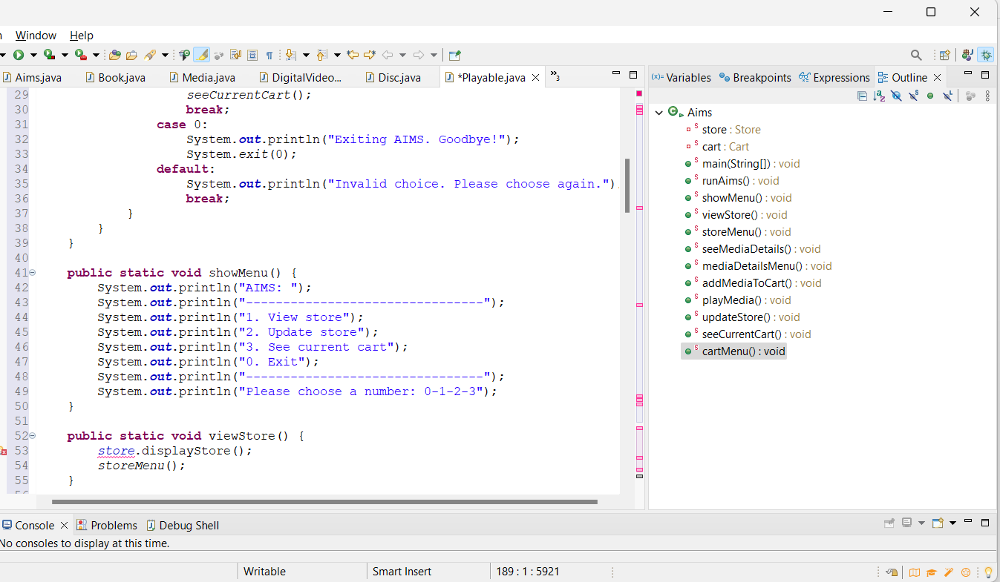 Window Help
Aims.java Book.java Media.java DigitalVideo... Disc.java *Playable.java »3
(x)= Variables Breakpoints Expressions Outline
29 seeCurrentCart();
30 break;
31 case 0:
32 System.out.println("Exiting AIMS. Goodbye!");
33 System.exit(0);
34 default:
35 System.out.println("Invalid choice. Please choose again.")
36 break;
37 }
38 }
39 }
40
41 public static void showMenu() {
42 System.out.println("AIMS: ");
43 System.out.println("--------------------------------");
44 System.out.println("1. View store");
45 System.out.println("2. Update store");
46 System.out.println("3. See current cart");
47 System.out.println("0. Exit");
48 System.out.println("--------------------------------");
49 System.out.println("Please choose a number: 0-1-2-3");
50 }
51
52 public static void viewStore() {
53 store.displayStore();
54 storeMenu();
55 }
Aims
store : Store
cart : Cart
main(String[]) : void
runAims() : void
showMenu() : void
viewStore() : void
storeMenu() : void
seeMediaDetails() : void
mediaDetailsMenu() : void
addMediaToCart() : void
playMedia() : void
updateStore() : void
seeCurrentCart() : void
cartMenu() : void
Console Problems Debug Shell
No consoles to display at this time.
Writable Smart Insert 189 : 1 : 5921